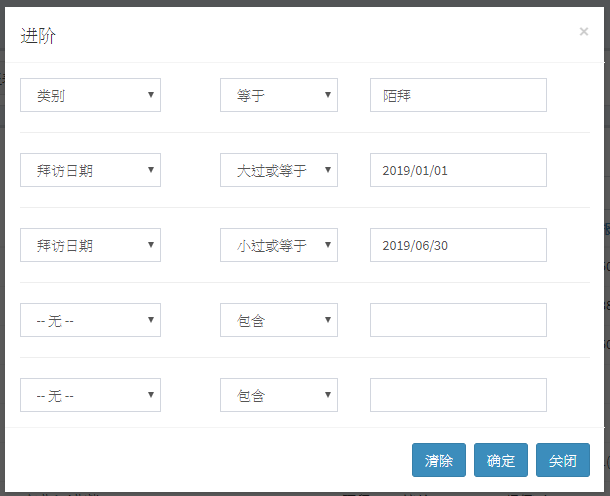 进阶 ×
类别 等于 陌拜
拜访日期 大过或等于 2019/01/01
拜访日期 小过或等于 2019/06/30
-- 无 -- 包含
-- 无 -- 包含
清除 确定 关闭